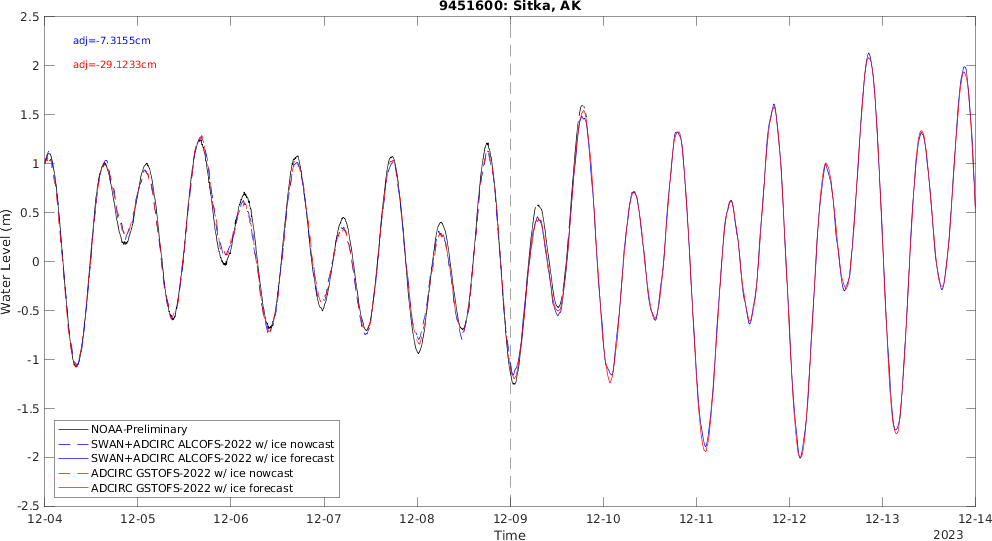 9451600: Sitka, AK
2.5
adj=-7.3155cm
2
adj=-29.1233cm
1.5
1
0.5
0
-0.5
-1
-1.5
-2
-2.5
Water Level (m)
NOAA-Preliminary
SWAN+ADCIRC ALCOFS-2022 w/ ice nowcast
SWAN+ADCIRC ALCOFS-2022 w/ ice forecast
ADCIRC GSTOFS-2022 w/ ice nowcast
ADCIRC GSTOFS-2022 w/ ice forecast
12-04 12-05 12-06 12-07 12-08 12-09 12-10 12-11 12-12 12-13 12-14
Time
2023